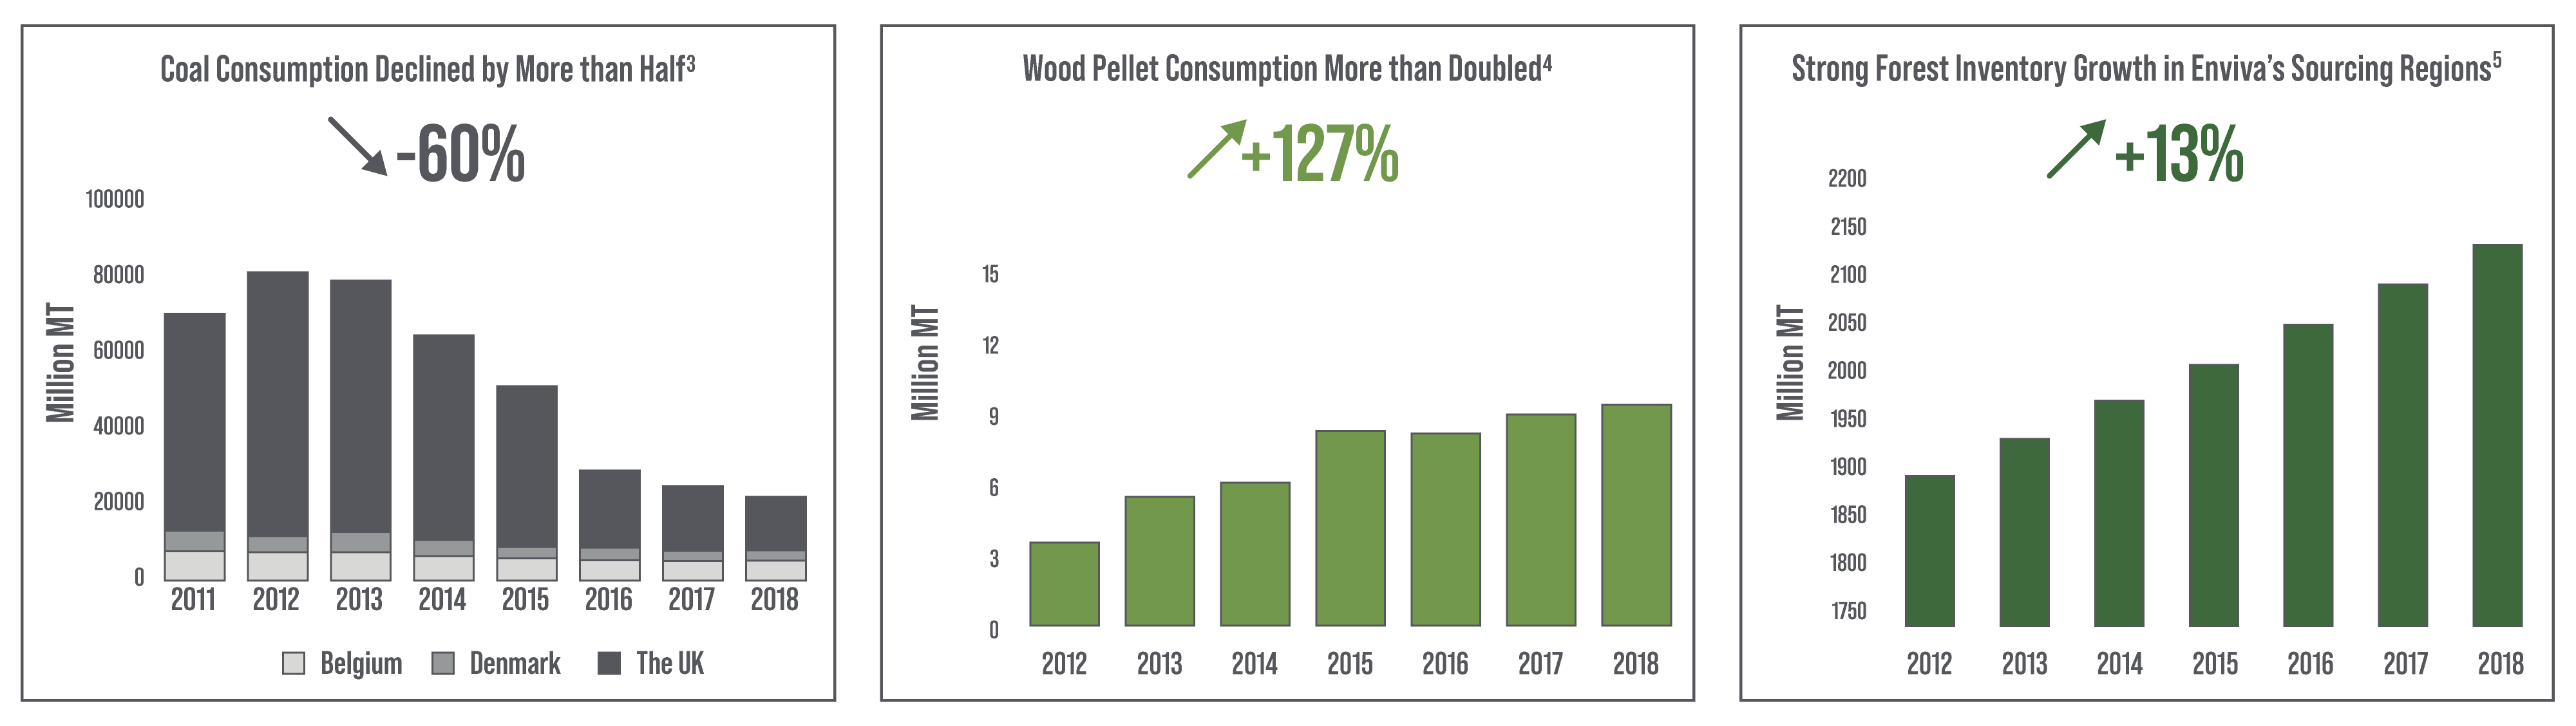 Coal Consumption Declined by More than Half³
-60%
100000
80000
60000
40000
20000
0
Million MT
2011 2012 2013 2014 2015 2016 2017 2018
Belgium Denmark The UK
Wood Pellet Consumption More than Doubled⁴
+127%
15
12
9
6
3
0
Million MT
2012 2013 2014 2015 2016 2017 2018
Strong Forest Inventory Growth in Enviva’s Sourcing Regions⁵
+13%
2200
2150
2100
2050
2000
1950
1900
1850
1800
1750
Million MT
2012 2013 2014 2015 2016 2017 2018